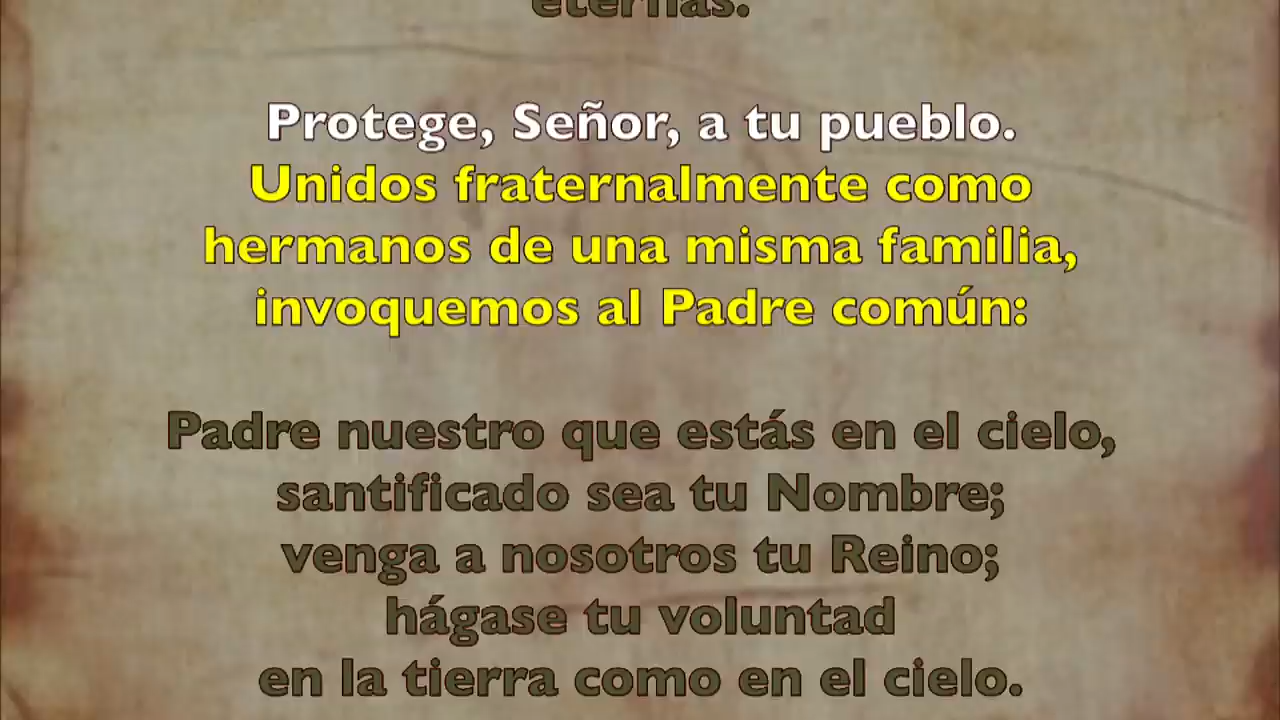 eternas.
Protege, Señor, a tu pueblo.
Unidos fraternalmente como
hermanos de una misma familia,
invoquemos al Padre común:
Padre nuestro que estás en el cielo,
santificado sea tu Nombre;
venga a nosotros tu Reino;
hágase tu voluntad
en la tierra como en el cielo.